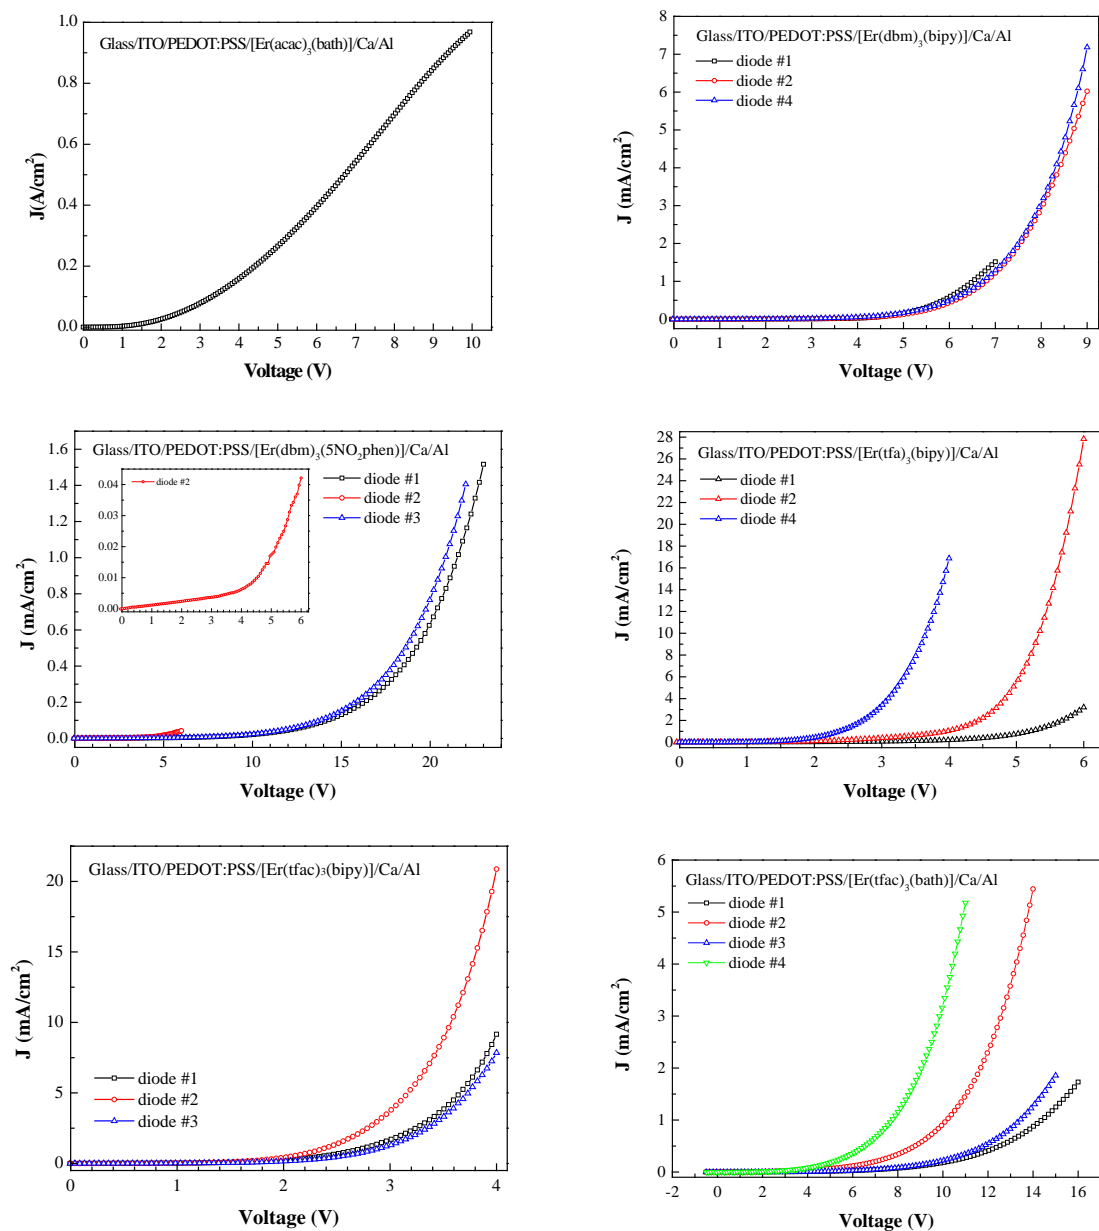 Glass/ITO/PEDOT:PSS/[Er(acac)3(bath)]/Ca/Al
J(A/cm²)
1.0
0.8
0.6
0.4
0.2
0.0
0 1 2 3 4 5 6 7 8 9 10
Voltage (V)
Glass/ITO/PEDOT:PSS/[Er(dbm)3(bipy)]/Ca/Al
diode #1
diode #2
diode #4
J (mA/cm²)
8
7
6
5
4
3
2
1
0
0 1 2 3 4 5 6 7 8 9
Voltage (V)
Glass/ITO/PEDOT:PSS/[Er(dbm)3(5NO2phen)]/Ca/Al
diode #1
diode #2
diode #3
J (mA/cm²)
1.6
1.4
1.2
1.0
0.8
0.6
0.4
0.2
0.0
diode #2
0.04
0.03
0.02
0.01
0.00
0 1 2 3 4 5 6
0 5 10 15 20
Voltage (V)
Glass/ITO/PEDOT:PSS/[Er(tfa)3(bipy)]/Ca/Al
diode #1
diode #2
diode #4
J (mA/cm²)
28
26
24
22
20
18
16
14
12
10
8
6
4
2
0
0 1 2 3 4 5 6
Voltage (V)
Glass/ITO/PEDOT:PSS/[Er(tfac)3(bipy)]/Ca/Al
J (mA/cm²)
20
15
10
5
0
diode #1
diode #2
diode #3
0 1 2 3 4
Voltage (V)
Glass/ITO/PEDOT:PSS/[Er(tfac)3(bath)]/Ca/Al
diode #1
diode #2
diode #3
diode #4
J (mA/cm²)
6
5
4
3
2
1
0
-2 0 2 4 6 8 10 12 14 16
Voltage (V)